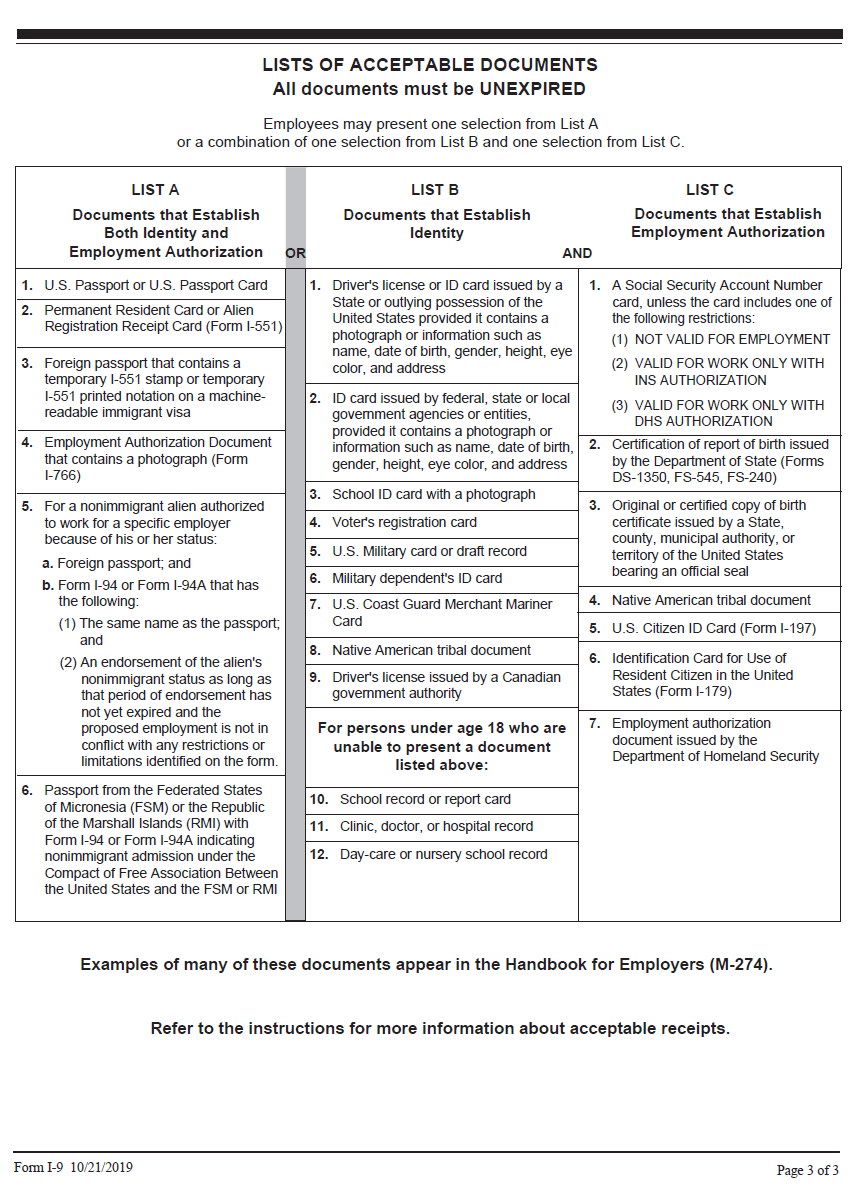 LISTS OF ACCEPTABLE DOCUMENTS
All documents must be UNEXPIRED
Employees may present one selection from List A
or a combination of one selection from List B and one selection from List C.
LIST A
Documents that Establish
Both Identity and
Employment Authorization
OR
LIST B
Documents that Establish
Identity
AND
LIST C
Documents that Establish
Employment Authorization
1. U.S. Passport or U.S. Passport Card
2. Permanent Resident Card or Alien
Registration Receipt Card (Form I-551)
3. Foreign passport that contains a
temporary I-551 stamp or temporary
I-551 printed notation on a machine-
readable immigrant visa
4. Employment Authorization Document
that contains a photograph (Form
I-766)
5. For a nonimmigrant alien authorized
to work for a specific employer
because of his or her status:
a. Foreign passport; and
b. Form I-94 or Form I-94A that has
the following:
(1) The same name as the passport;
and
(2) An endorsement of the alien's
nonimmigrant status as long as
that period of endorsement has
not yet expired and the
proposed employment is not in
conflict with any restrictions or
limitations identified on the form.
6. Passport from the Federated States
of Micronesia (FSM) or the Republic
of the Marshall Islands (RMI) with
Form I-94 or Form I-94A indicating
nonimmigrant admission under the
Compact of Free Association Between
the United States and the FSM or RMI
1. Driver's license or ID card issued by a
State or outlying possession of the
United States provided it contains a
photograph or information such as
name, date of birth, gender, height, eye
color, and address
2. ID card issued by federal, state or local
government agencies or entities,
provided it contains a photograph or
information such as name, date of birth,
gender, height, eye color, and address
3. School ID card with a photograph
4. Voter's registration card
5. U.S. Military card or draft record
6. Military dependent's ID card
7. U.S. Coast Guard Merchant Mariner
Card
8. Native American tribal document
9. Driver's license issued by a Canadian
government authority
For persons under age 18 who are
unable to present a document
listed above:
10. School record or report card
11. Clinic, doctor, or hospital record
12. Day-care or nursery school record
1. A Social Security Account Number
card, unless the card includes one of
the following restrictions:
(1) NOT VALID FOR EMPLOYMENT
(2) VALID FOR WORK ONLY WITH
INS AUTHORIZATION
(3) VALID FOR WORK ONLY WITH
DHS AUTHORIZATION
2. Certification of report of birth issued
by the Department of State (Forms
DS-1350, FS-545, FS-240)
3. Original or certified copy of birth
certificate issued by a State,
county, municipal authority, or
territory of the United States
bearing an official seal
4. Native American tribal document
5. U.S. Citizen ID Card (Form I-197)
6. Identification Card for Use of
Resident Citizen in the United
States (Form I-179)
7. Employment authorization
document issued by the
Department of Homeland Security
Examples of many of these documents appear in the Handbook for Employers (M-274).
Refer to the instructions for more information about acceptable receipts.
Form I-9 10/21/2019
Page 3 of 3